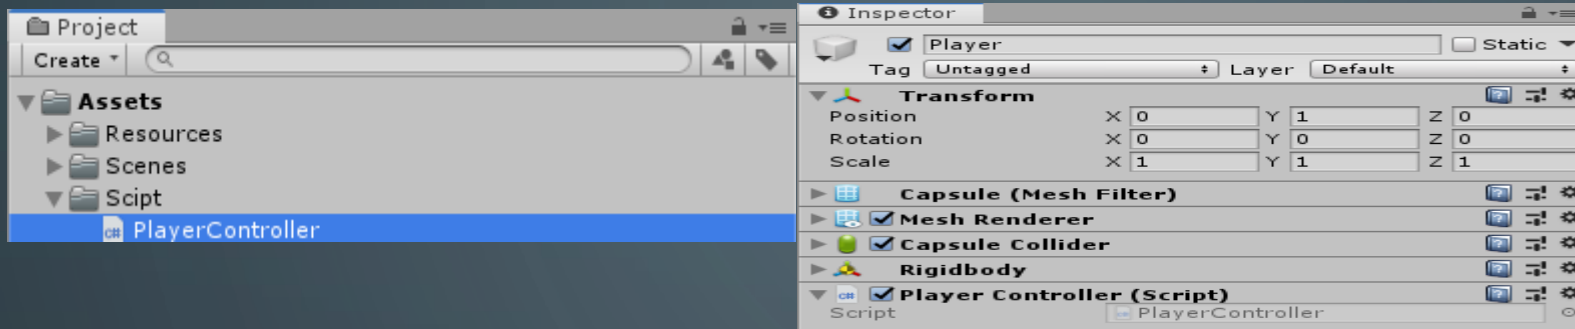 Project
Create
Assets
Resources
Scenes
Scipt
PlayerController
Inspector
Player
Static
Tag Untagged Layer Default
Transform
Position X 0 Y 1 Z 0
Rotation X 0 Y 0 Z 0
Scale X 1 Y 1 Z 1
Capsule (Mesh Filter)
Mesh Renderer
Capsule Collider
Rigidbody
C# Player Controller (Script)
Script PlayerController